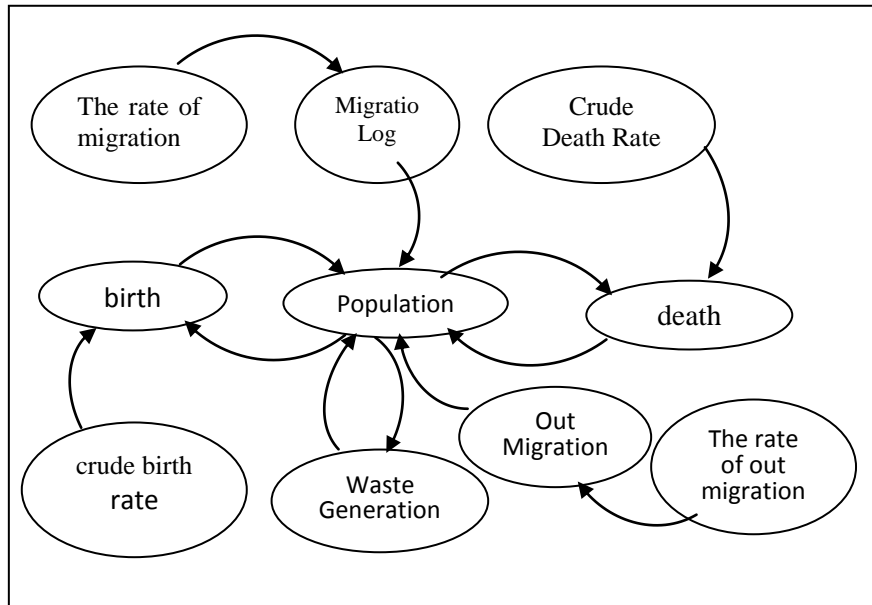 The rate of
migration
Migratio
Log
Crude
Death Rate
birth
Population
death
crude birth
rate
Waste
Generation
Out
Migration
The rate
of out
migration